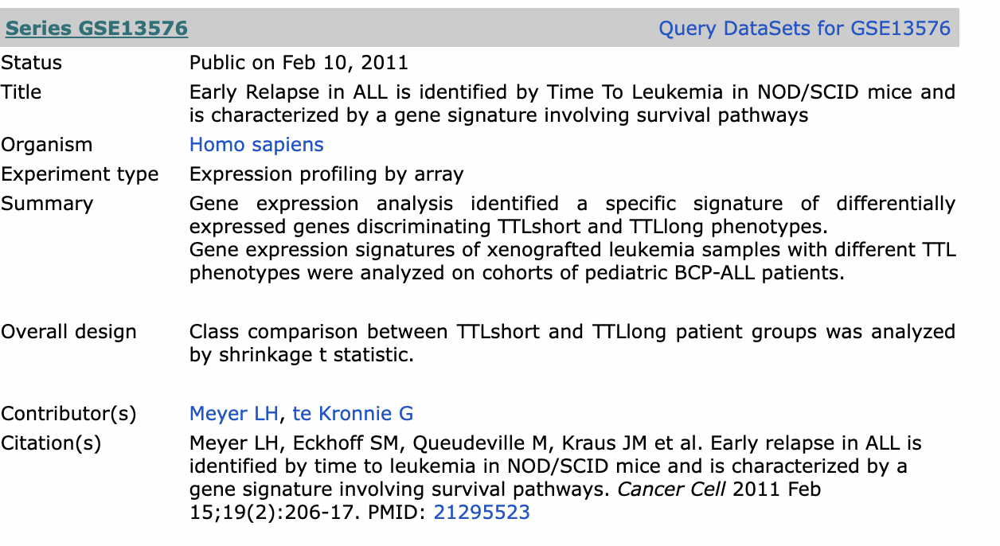 Series GSE13576 Query DataSets for GSE13576
Status Public on Feb 10, 2011
Title Early Relapse in ALL is identified by Time To Leukemia in NOD/SCID mice and
is characterized by a gene signature involving survival pathways
Organism Homo sapiens
Experiment type Expression profiling by array
Summary Gene expression analysis identified a specific signature of differentially
expressed genes discriminating TTLshort and TTLlong phenotypes.
Gene expression signatures of xenografted leukemia samples with different TTL
phenotypes were analyzed on cohorts of pediatric BCP-ALL patients.
Overall design Class comparison between TTLshort and TTLlong patient groups was analyzed
by shrinkage t statistic.
Contributor(s) Meyer LH, te Kronnie G
Citation(s) Meyer LH, Eckhoff SM, Queudeville M, Kraus JM et al. Early relapse in ALL is
identified by time to leukemia in NOD/SCID mice and is characterized by a
gene signature involving survival pathways. Cancer Cell 2011 Feb
15;19(2):206-17. PMID: 21295523